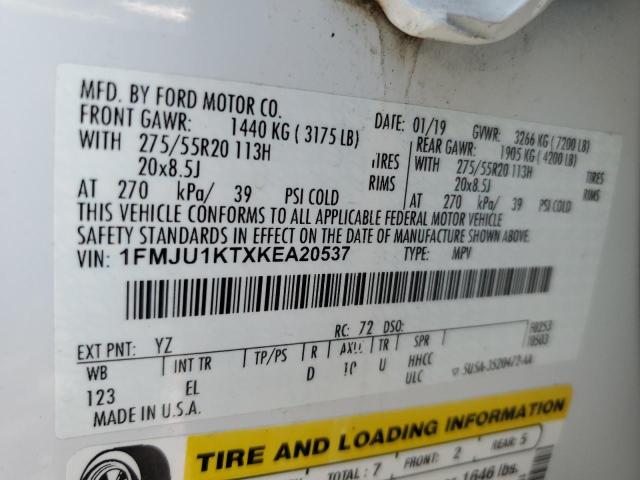 MFD. BY FORD MOTOR CO.
DATE: 01/19 GVWR: 3266 KG (7200 LB)
FRONT GAWR: 1440 KG (3175 LB) REAR GAWR: 1905 KG (4200 LB)
WITH 275/55R20 113H TIRES WITH 275/55R20 113H TIRES
20x8.5J RIMS 20x8.5J RIMS
AT 270 kPa/ 39 PSI COLD AT 270 kPa/ 39 PSI COLD
THIS VEHICLE CONFORMS TO ALL APPLICABLE FEDERAL MOTOR VEHICLE
SAFETY STANDARDS IN EFFECT ON THE DATE OF MANUFACTURE SHOWN ABOVE.
VIN: 1FMJU1KTXKEA20537 TYPE: MPV
EXT PNT: YZ RC: 72 DSO:
WB INT TR TP/PS R AXLE TR SPR
123 EL D U HHCC
ULC
MADE IN U.S.A.
TIRE AND LOADING INFORMATION
TOTAL: 7 FRONT: 2 REAR: 5
1646 lbs.